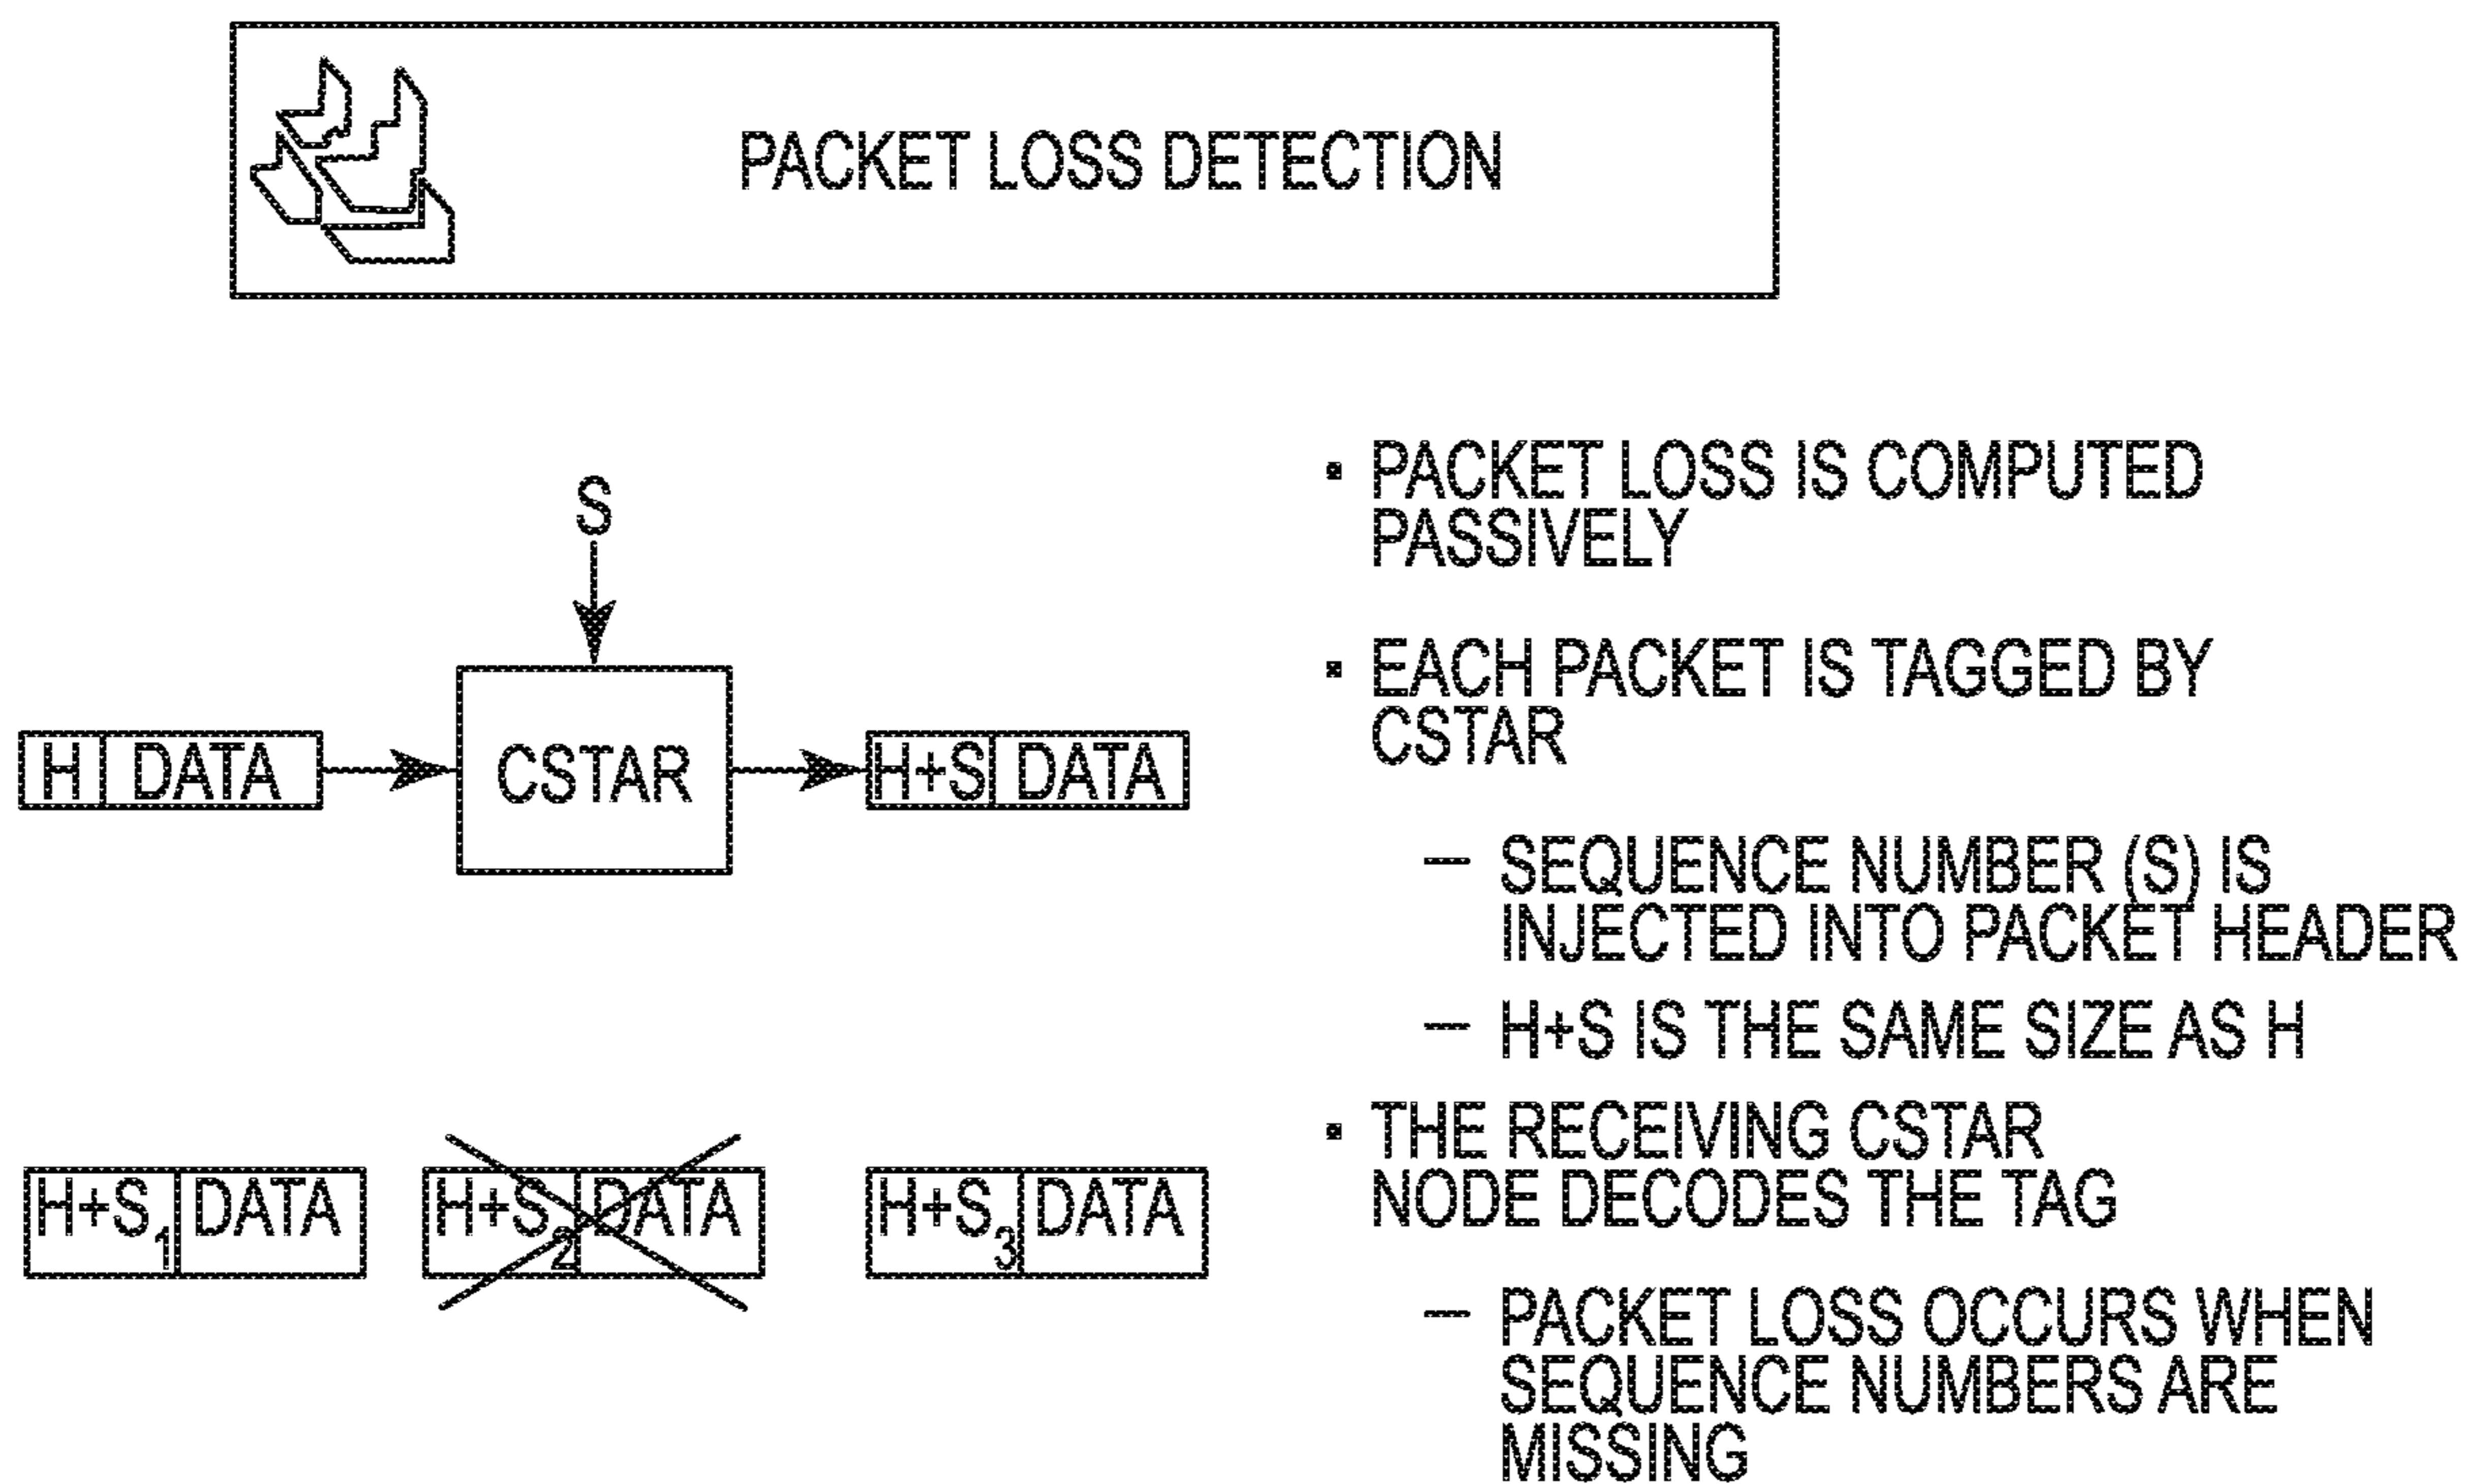 PACKET LOSS DETECTION
S
H DATA
CSTAR
H+S DATA
H+S1 DATA
H+S2 DATA
H+S3 DATA
▪ PACKET LOSS IS COMPUTED
PASSIVELY
▪ EACH PACKET IS TAGGED BY
CSTAR
— SEQUENCE NUMBER (S) IS
INJECTED INTO PACKET HEADER
— H+S IS THE SAME SIZE AS H
▪ THE RECEIVING CSTAR
NODE DECODES THE TAG
— PACKET LOSS OCCURS WHEN
SEQUENCE NUMBERS ARE
MISSING